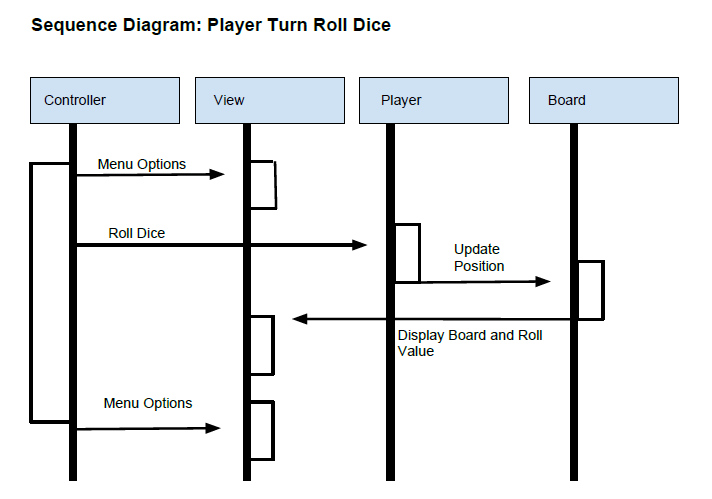 Sequence Diagram: Player Turn Roll Dice
Controller
View
Player
Board
Menu Options
Roll Dice
Update
Position
Display Board and Roll
Value
Menu Options